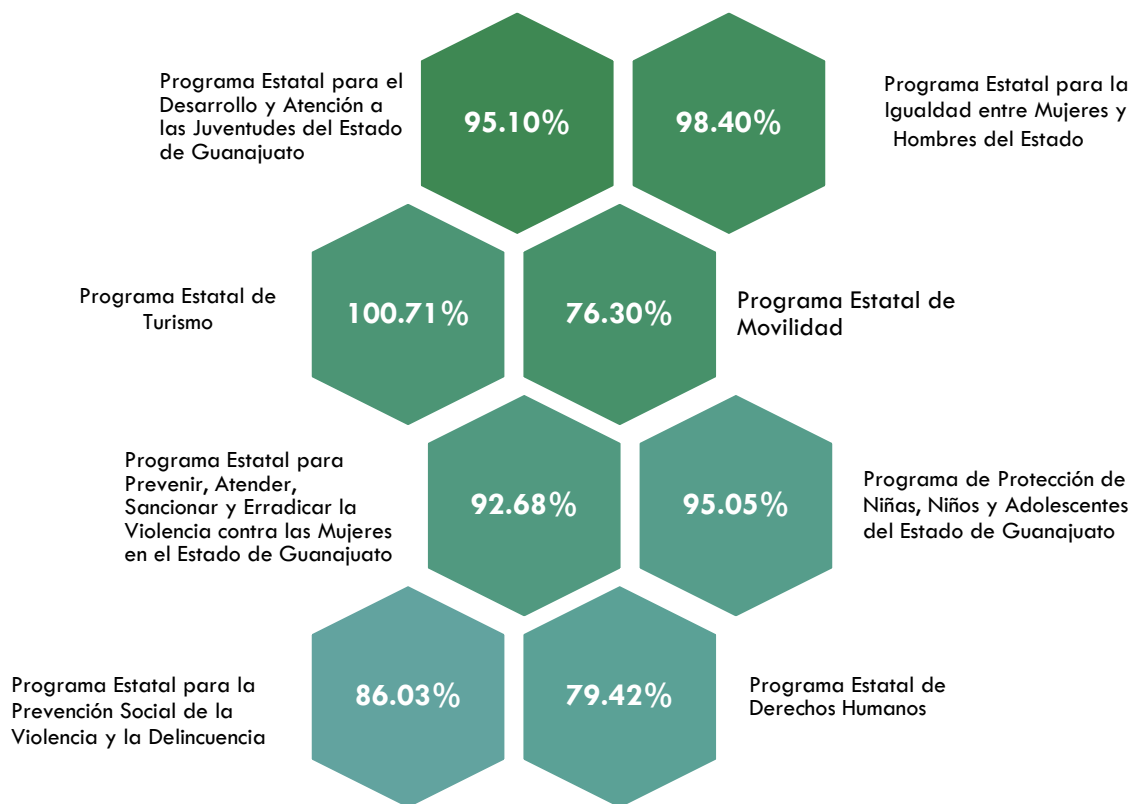 Programa Estatal para el
Desarrollo y Atención a
las Juventudes del Estado
de Guanajuato
95.10%
98.40%
Programa Estatal para la
Igualdad entre Mujeres y
Hombres del Estado
Programa Estatal de
Turismo
100.71%
76.30%
Programa Estatal de
Movilidad
Programa Estatal para
Prevenir, Atender,
Sancionar y Erradicar la
Violencia contra las Mujeres
en el Estado de Guanajuato
92.68%
95.05%
Programa de Protección de
Niñas, Niños y Adolescentes
del Estado de Guanajuato
Programa Estatal para la
Prevención Social de la
Violencia y la Delincuencia
86.03%
79.42%
Programa Estatal de
Derechos Humanos